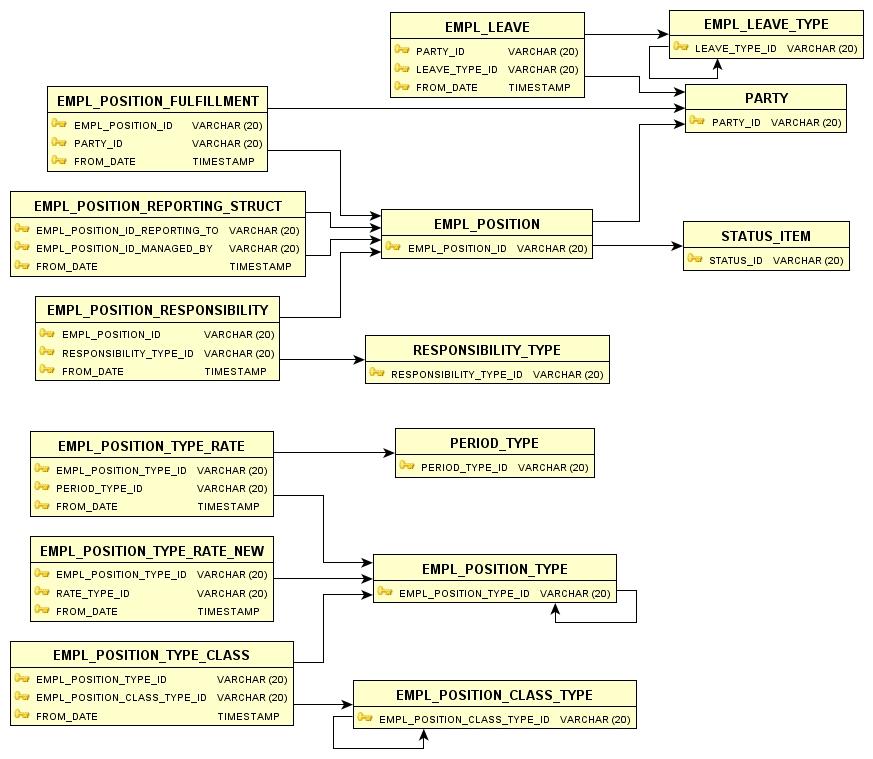 EMPL_LEAVE
PARTY_ID VARCHAR (20)
LEAVE_TYPE_ID VARCHAR (20)
FROM_DATE TIMESTAMP
EMPL_LEAVE_TYPE
LEAVE_TYPE_ID VARCHAR (20)
EMPL_POSITION_FULFILLMENT
EMPL_POSITION_ID VARCHAR (20)
PARTY_ID VARCHAR (20)
FROM_DATE TIMESTAMP
PARTY
PARTY_ID VARCHAR (20)
EMPL_POSITION_REPORTING_STRUCT
EMPL_POSITION_ID_REPORTING_TO VARCHAR (20)
EMPL_POSITION_ID_MANAGED_BY VARCHAR (20)
FROM_DATE TIMESTAMP
EMPL_POSITION
EMPL_POSITION_ID VARCHAR (20)
STATUS_ITEM
STATUS_ID VARCHAR (20)
EMPL_POSITION_RESPONSIBILITY
EMPL_POSITION_ID VARCHAR (20)
RESPONSIBILITY_TYPE_ID VARCHAR (20)
FROM_DATE TIMESTAMP
RESPONSIBILITY_TYPE
RESPONSIBILITY_TYPE_ID VARCHAR (20)
EMPL_POSITION_TYPE_RATE
EMPL_POSITION_TYPE_ID VARCHAR (20)
PERIOD_TYPE_ID VARCHAR (20)
FROM_DATE TIMESTAMP
PERIOD_TYPE
PERIOD_TYPE_ID VARCHAR (20)
EMPL_POSITION_TYPE_RATE_NEW
EMPL_POSITION_TYPE_ID VARCHAR (20)
RATE_TYPE_ID VARCHAR (20)
FROM_DATE TIMESTAMP
EMPL_POSITION_TYPE
EMPL_POSITION_TYPE_ID VARCHAR (20)
EMPL_POSITION_TYPE_CLASS
EMPL_POSITION_TYPE_ID VARCHAR (20)
EMPL_POSITION_CLASS_TYPE_ID VARCHAR (20)
FROM_DATE TIMESTAMP
EMPL_POSITION_CLASS_TYPE
EMPL_POSITION_CLASS_TYPE_ID VARCHAR (20)